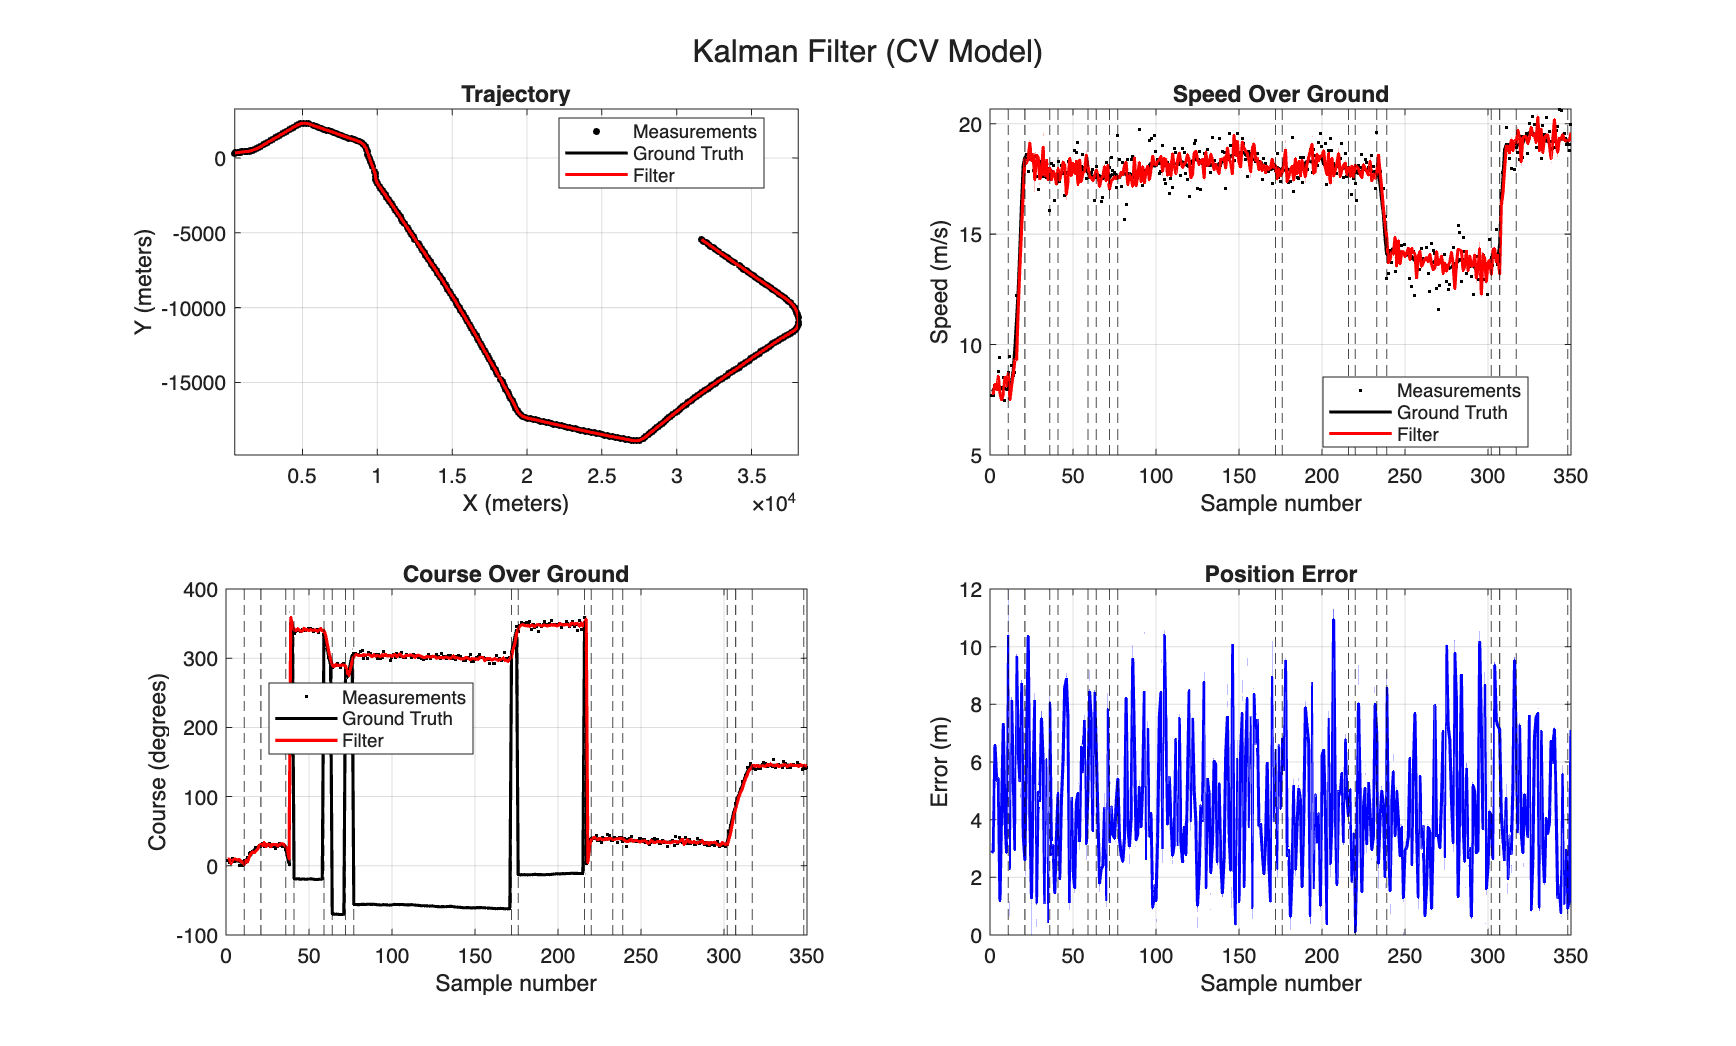 Kalman Filter (CV Model)
Trajectory
Measurements
Ground Truth
Filter
0
-5000
-10000
-15000
Y (meters)
0.5
1
1.5
2
2.5
3
3.5
X (meters)
×10⁴
Speed Over Ground
20
15
10
5
Speed (m/s)
Measurements
Ground Truth
Filter
0
50
100
150
200
250
300
350
Sample number
Course Over Ground
400
300
200
100
0
-100
Course (degrees)
Measurements
Ground Truth
Filter
0
50
100
150
200
250
300
350
Sample number
Position Error
12
10
8
6
4
2
0
Error (m)
0
50
100
150
200
250
300
350
Sample number